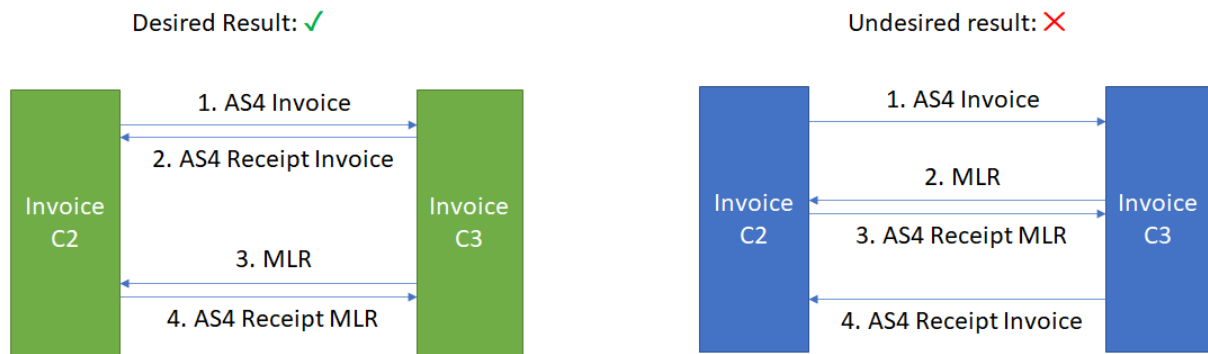 Desired Result: ✓
1. AS4 Invoice
2. AS4 Receipt Invoice
Invoice
C2
Invoice
C3
3. MLR
4. AS4 Receipt MLR
Undesired result: ✕
1. AS4 Invoice
2. MLR
Invoice
C2
Invoice
C3
3. AS4 Receipt MLR
4. AS4 Receipt Invoice